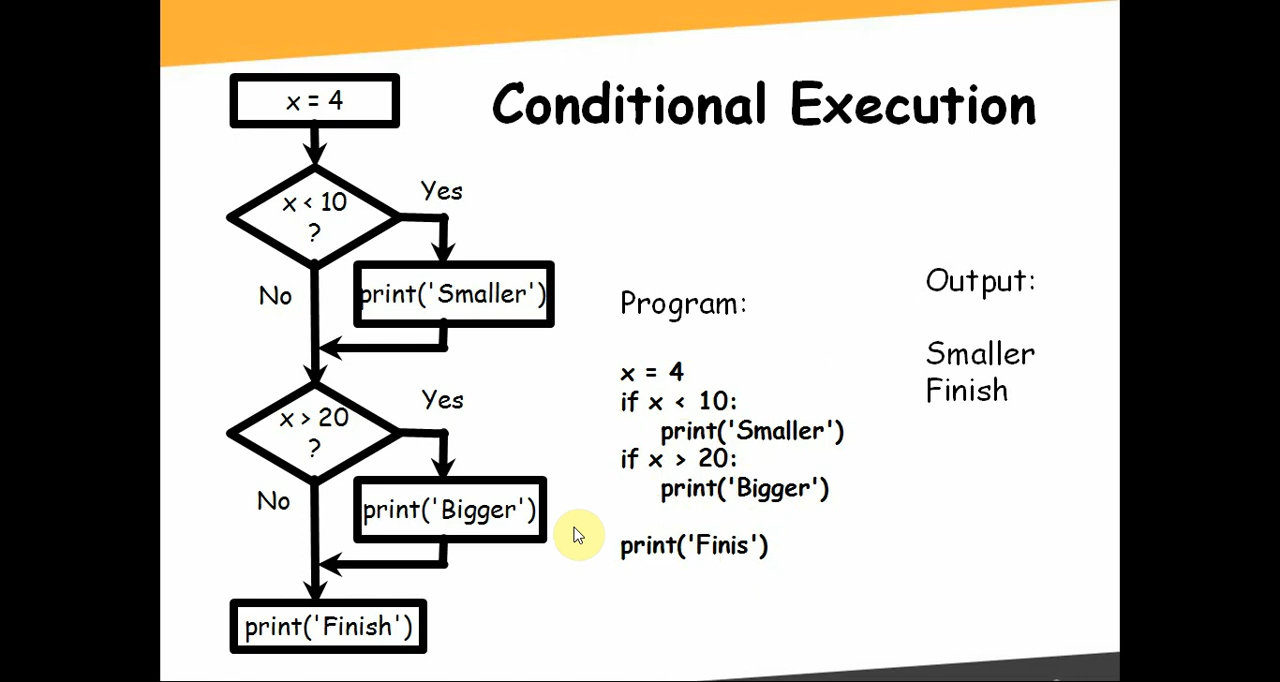 Conditional Execution
x = 4
x < 10
?
Yes
No
print('Smaller')
x > 20
?
Yes
No
print('Bigger')
print('Finish')
Program:
x = 4
if x < 10:
print('Smaller')
if x > 20:
print('Bigger')
print('Finis')
Output:
Smaller
Finish